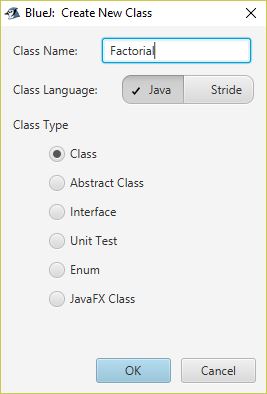 BlueJ: Create New Class
Class Name: Factorial
Class Language: Java Stride
Class Type
Class
Abstract Class
Interface
Unit Test
Enum
JavaFX Class
OK Cancel